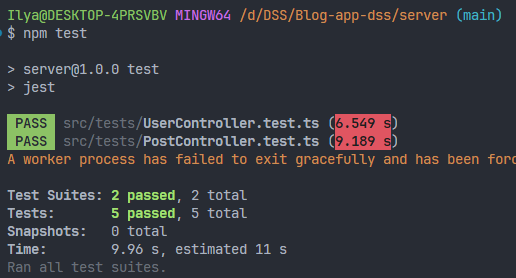 Ilya@DESKTOP-4PRSVBV MINGW64 /d/DSS/Blog-app-dss/server (main)
$ npm test
> server@1.0.0 test
> jest
PASS src/tests/UserController.test.ts (6.549 s)
PASS src/tests/PostController.test.ts (9.189 s)
A worker process has failed to exit gracefully and has been forc
Test Suites: 2 passed, 2 total
Tests: 5 passed, 5 total
Snapshots: 0 total
Time: 9.96 s, estimated 11 s
Ran all test suites.